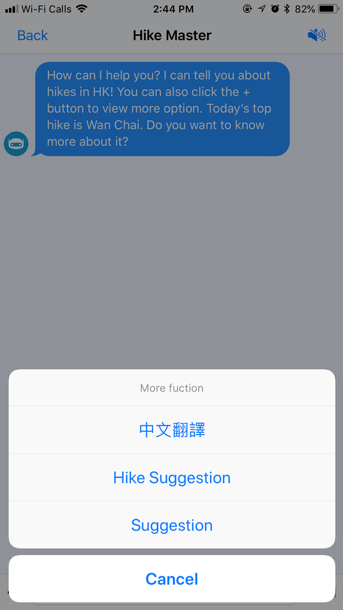 Wi-Fi Calls 2:44 PM 82%
Back Hike Master
How can I help you? I can tell you about
hikes in HK! You can also click the +
button to view more option. Today's top
hike is Wan Chai. Do you want to know
more about it?
More fuction
中文翻譯
Hike Suggestion
Suggestion
Cancel